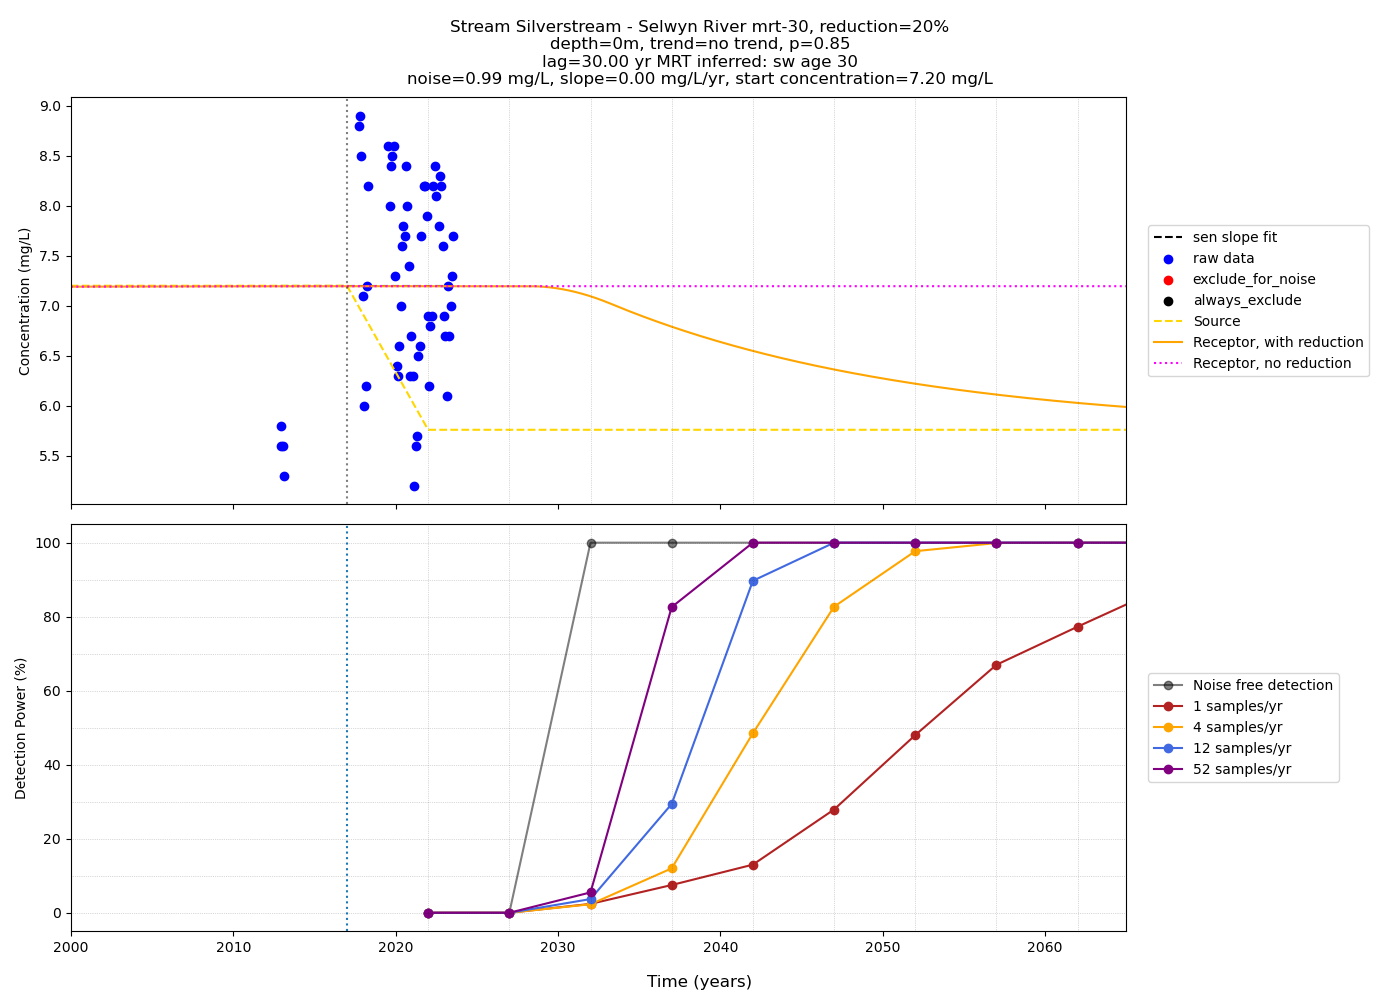 Stream Silverstream - Selwyn River mrt-30, reduction=20%
depth=0m, trend=no trend, p=0.85
lag=30.00 yr MRT inferred: sw age 30
noise=0.99 mg/L, slope=0.00 mg/L/yr, start concentration=7.20 mg/L
9.0
8.5
8.0
7.5
7.0
6.5
6.0
5.5
Concentration (mg/L)
sen slope fit
raw data
exclude_for_noise
always_exclude
Source
Receptor, with reduction
Receptor, no reduction
100
80
60
40
20
0
Detection Power (%)
Noise free detection
1 samples/yr
4 samples/yr
12 samples/yr
52 samples/yr
2000 2010 2020 2030 2040 2050 2060
Time (years)